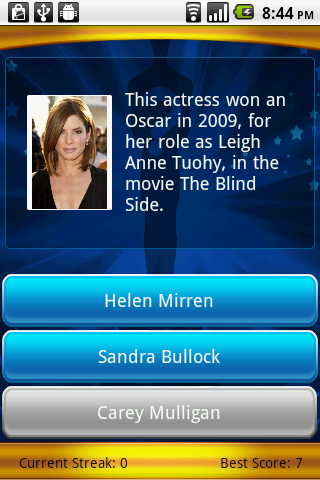 8:44 PM
This actress won an
Oscar in 2009, for
her role as Leigh
Anne Tuohy, in the
movie The Blind
Side.
Helen Mirren
Sandra Bullock
Carey Mulligan
Current Streak: 0 Best Score: 7